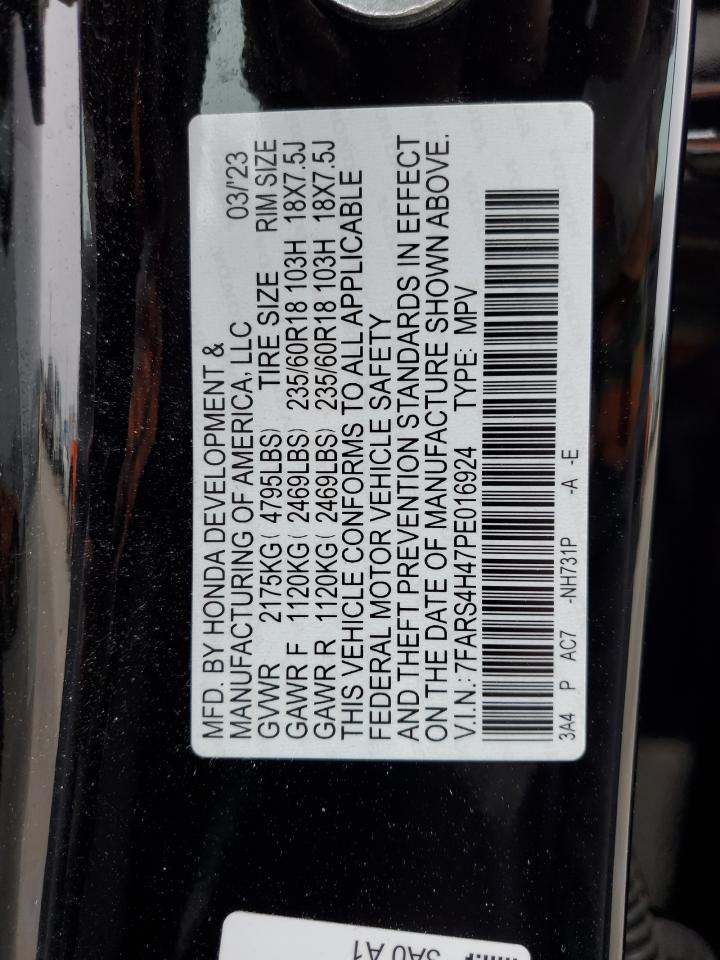 MFD. BY HONDA DEVELOPMENT &
MANUFACTURING OF AMERICA, LLC 03/'23
GVWR 2175KG( 4795LBS) TIRE SIZE RIM SIZE
GAWR F 1120KG( 2469LBS) 235/60R18 103H 18X7.5J
GAWR R 1120KG( 2469LBS) 235/60R18 103H 18X7.5J
THIS VEHICLE CONFORMS TO ALL APPLICABLE
FEDERAL MOTOR VEHICLE SAFETY
AND THEFT PREVENTION STANDARDS IN EFFECT
ON THE DATE OF MANUFACTURE SHOWN ABOVE.
V.I.N.: 7FARS4H47PE016924 TYPE: MPV
3A4 P AC7 -NH731P -A -E
3A0 A1